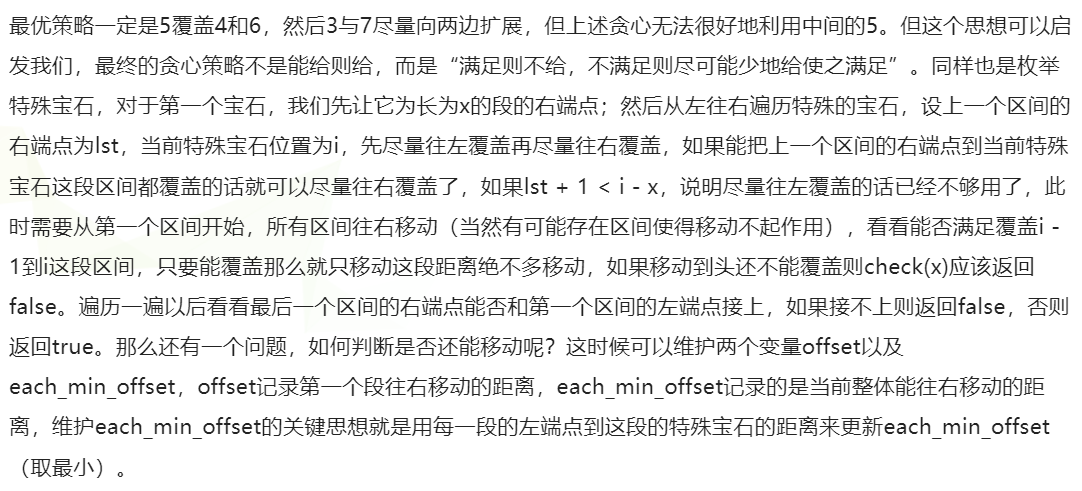 最优策略一定是5覆盖4和6，然后3与7尽量向两边扩展，但上述贪心无法很好地利用中间的5。但这个思想可以启
发我们，最终的贪心策略不是能给则给，而是“满足则不给，不满足则尽可能少地给使之满足”。同样也是枚举
特殊宝石，对于第一个宝石，我们先让它为长为x的段的右端点；然后从左往右遍历特殊的宝石，设上一个区间的
右端点为lst，当前特殊宝石位置为i，先尽量往左覆盖再尽量往右覆盖，如果能把上一个区间的右端点到当前特殊
宝石这段区间都覆盖的话就可以尽量往右覆盖了，如果lst + 1 < i - x，说明尽量往左覆盖的话已经不够用了，此
时需要从第一个区间开始，所有区间往右移动（当然有可能存在区间使得移动不起作用），看看能否满足覆盖i -
1到i这段区间，只要能覆盖那么就只移动这段距离绝不多移动，如果移动到头还不能覆盖则check(x)应该返回
false。遍历一遍以后看看最后一个区间的右端点能否和第一个区间的左端点接上，如果接不上则返回false，否则
返回true。那么还有一个问题，如何判断是否还能移动呢？这时候可以维护两个变量offset以及
each_min_offset，offset记录第一个段往右移动的距离，each_min_offset记录的是当前整体能往右移动的距
离，维护each_min_offset的关键思想就是用每一段的左端点到这段的特殊宝石的距离来更新each_min_offset
（取最小）。